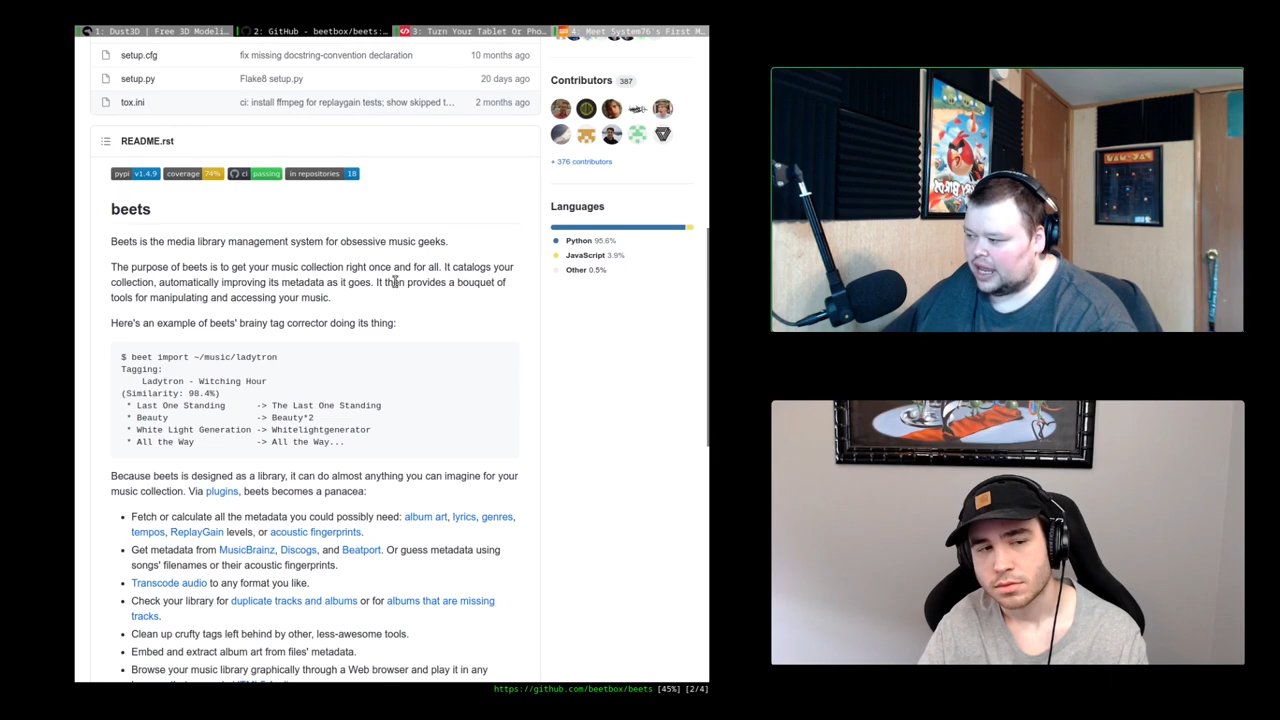 1: Dust3D | Free 3D Modeli…
2: GitHub - beetbox/beets:…
3: Turn Your Tablet Or Pho…
4: Meet System76's First M…
setup.cfg fix missing docstring-convention declaration 10 months ago
setup.py Flake8 setup.py 20 days ago
tox.ini ci: install ffmpeg for replaygain tests; show skipped t… 2 months ago
README.rst
pypi v1.4.9 coverage 74% ci passing in repositories 18
beets
Beets is the media library management system for obsessive music geeks.
The purpose of beets is to get your music collection right once and for all. It catalogs your
collection, automatically improving its metadata as it goes. It then provides a bouquet of
tools for manipulating and accessing your music.
Here's an example of beets' brainy tag corrector doing its thing:
$ beet import ~/music/ladytron
Tagging:
    Ladytron - Witching Hour
(Similarity: 98.4%)
 * Last One Standing      -> The Last One Standing
 * Beauty                 -> Beauty*2
 * White Light Generation -> Whitelightgenerator
 * All the Way            -> All the Way...
Because beets is designed as a library, it can do almost anything you can imagine for your
music collection. Via plugins, beets becomes a panacea:
• Fetch or calculate all the metadata you could possibly need: album art, lyrics, genres,
tempos, ReplayGain levels, or acoustic fingerprints.
• Get metadata from MusicBrainz, Discogs, and Beatport. Or guess metadata using
songs' filenames or their acoustic fingerprints.
• Transcode audio to any format you like.
• Check your library for duplicate tracks and albums or for albums that are missing
tracks.
• Clean up crufty tags left behind by other, less-awesome tools.
• Embed and extract album art from files' metadata.
• Browse your music library graphically through a Web browser and play it in any
Contributors 387
+ 376 contributors
Languages
Python 95.6%
JavaScript 3.9%
Other 0.5%
https://github.com/beetbox/beets [45%] [2/4]